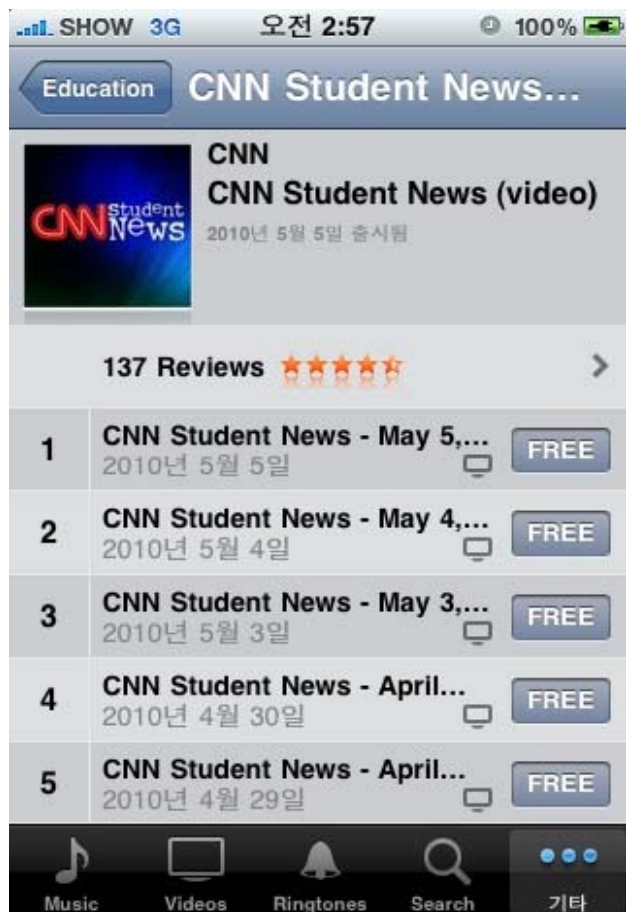 SHOW 3G 오전 2:57 100%
Education CNN Student News...
CNN Student News
CNN
CNN Student News (video)
2010년 5월 5일 출시됨
137 Reviews
1 CNN Student News - May 5,... FREE
2010년 5월 5일
2 CNN Student News - May 4,... FREE
2010년 5월 4일
3 CNN Student News - May 3,... FREE
2010년 5월 3일
4 CNN Student News - April... FREE
2010년 4월 30일
5 CNN Student News - April... FREE
2010년 4월 29일
Music Videos Ringtones Search 기타